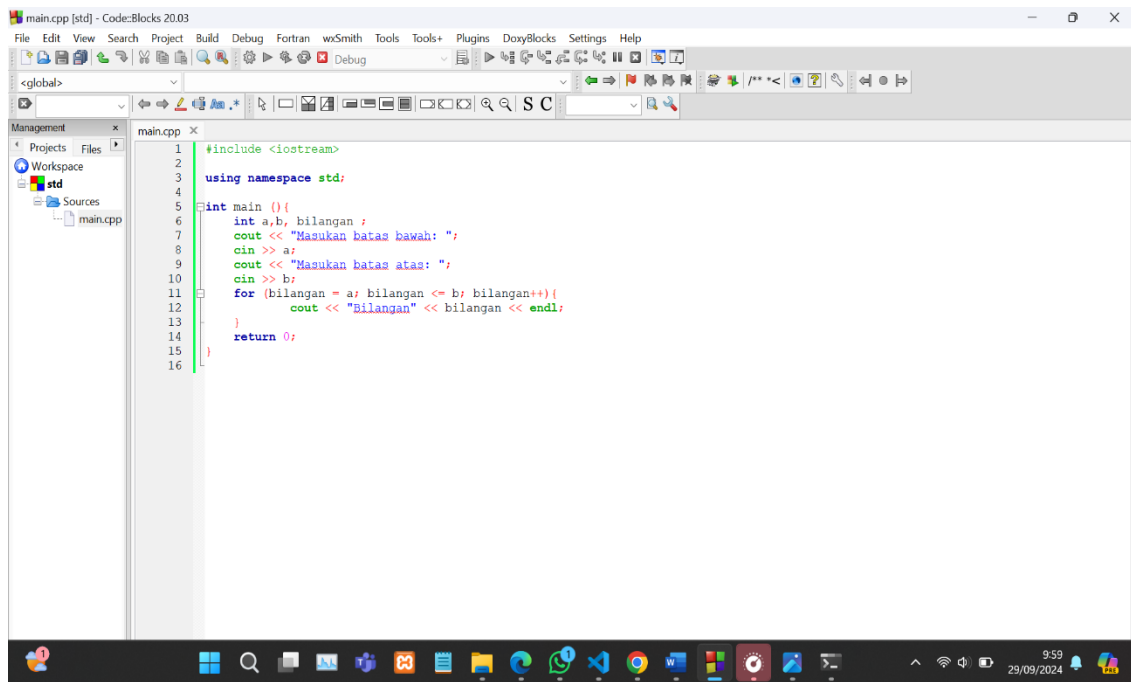 main.cpp [std] - Code::Blocks 20.03
File Edit View Search Project Build Debug Fortran wxSmith Tools Tools+ Plugins DoxyBlocks Settings Help
Debug
<global>
/** *<
S C
Management
Projects Files
Workspace
std
Sources
main.cpp
main.cpp
1 #include <iostream>
2
3 using namespace std;
4
5 int main (){
6 int a,b, bilangan ;
7 cout << "Masukan batas bawah: ";
8 cin >> a;
9 cout << "Masukan batas atas: ";
10 cin >> b;
11 for (bilangan = a; bilangan <= b; bilangan++){
12 cout << "Bilangan" << bilangan << endl;
13 }
14 return 0;
15 }
16
9:59
29/09/2024